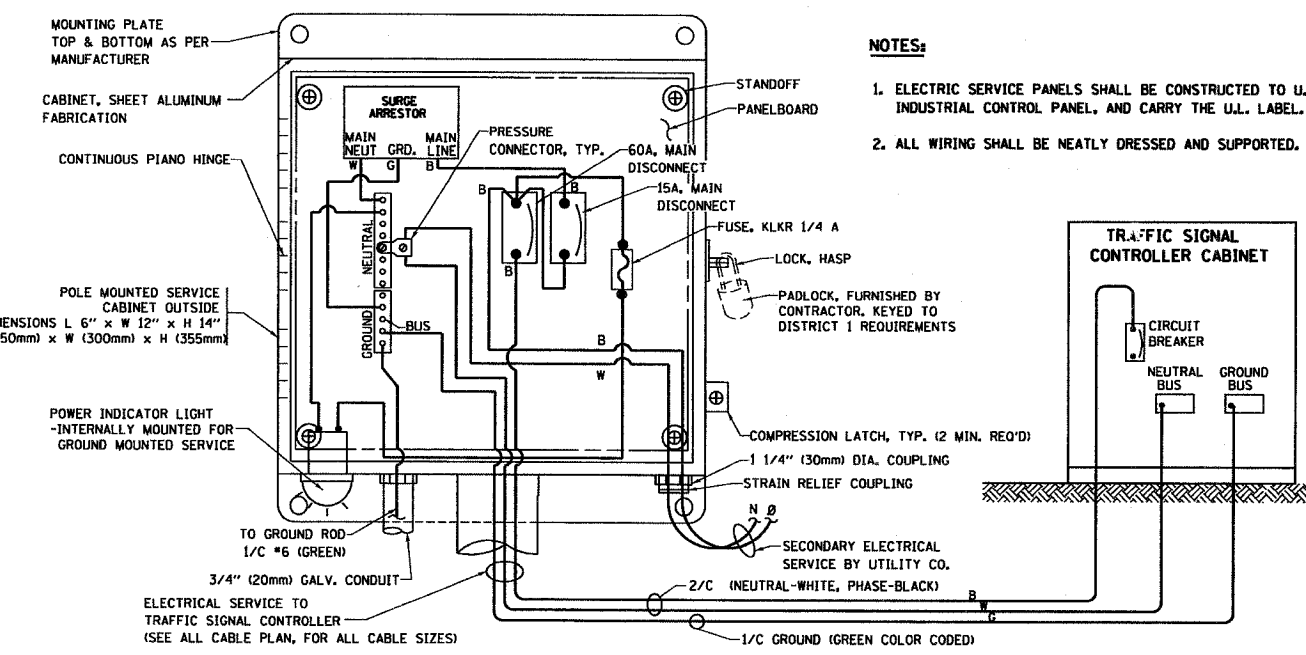 MOUNTING PLATE
TOP & BOTTOM AS PER
MANUFACTURER
CABINET, SHEET ALUMINUM
FABRICATION
CONTINUOUS PIANO HINGE
POLE MOUNTED SERVICE
CABINET OUTSIDE
L 6" x W 12" x H 14"
x W (300mm) x H (355mm)
POWER INDICATOR LIGHT
-INTERNALLY MOUNTED FOR
GROUND MOUNTED SERVICE
TO GROUND ROD
1/C #6 (GREEN)
3/4" (20mm) GALV. CONDUIT
ELECTRICAL SERVICE TO
TRAFFIC SIGNAL CONTROLLER
(SEE ALL CABLE PLAN, FOR ALL CABLE SIZES)
SURGE
ARRESTOR
MAIN MAIN
NEUT GRD. LINE
W G B
NEUTRAL
GROUND
BUS
PRESSURE
CONNECTOR, TYP.
60A, MAIN
DISCONNECT
15A, MAIN
DISCONNECT
B B
B
B
W
STANDOFF
PANELBOARD
FUSE, KLKR 1/4 A
LOCK, HASP
PADLOCK, FURNISHED BY
CONTRACTOR, KEYED TO
DISTRICT 1 REQUIREMENTS
COMPRESSION LATCH, TYP. (2 MIN. REQ'D)
1 1/4" (30mm) DIA. COUPLING
STRAIN RELIEF COUPLING
N Ø
SECONDARY ELECTRICAL
SERVICE BY UTILITY CO.
2/C (NEUTRAL-WHITE, PHASE-BLACK)
B
W
G
1/C GROUND (GREEN COLOR CODED)
NOTES:
1. ELECTRIC SERVICE PANELS SHALL BE CONSTRUCTED TO U.
INDUSTRIAL CONTROL PANEL, AND CARRY THE U.L. LABEL.
2. ALL WIRING SHALL BE NEATLY DRESSED AND SUPPORTED.
TRAFFIC SIGNAL
CONTROLLER CABINET
CIRCUIT
BREAKER
NEUTRAL GROUND
BUS BUS